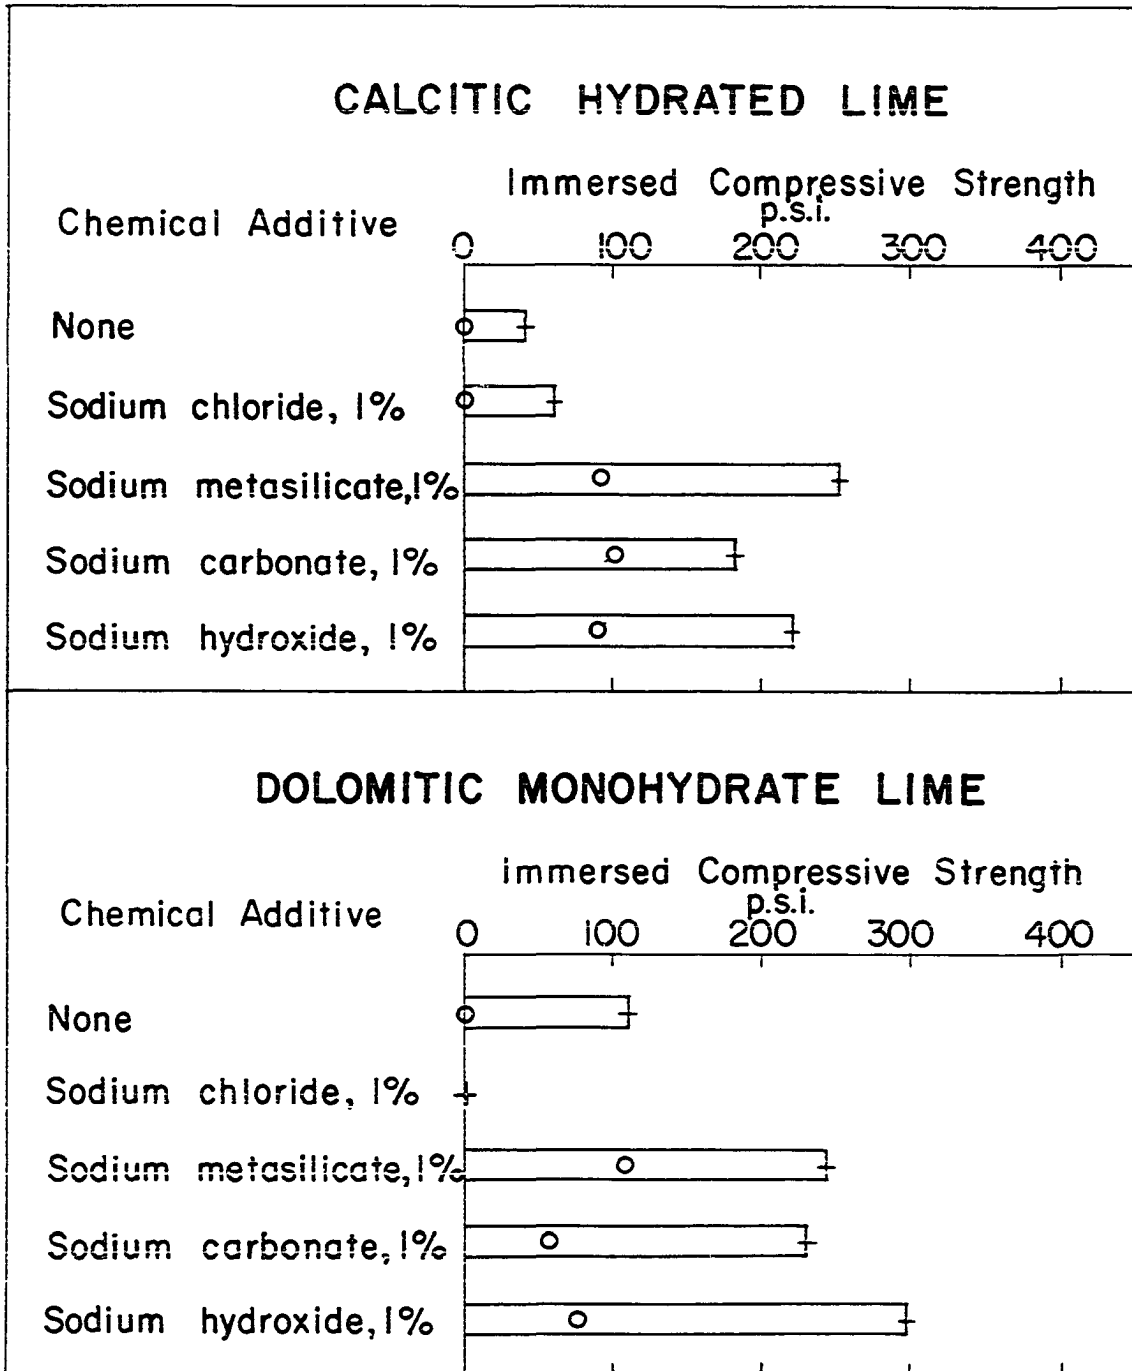 CALCITIC HYDRATED LIME
Immersed Compressive Strength
p.s.i.
Chemical Additive
0 100 200 300 400
None
Sodium chloride, 1%
Sodium metasilicate, 1%
Sodium carbonate, 1%
Sodium hydroxide, 1%
DOLOMITIC MONOHYDRATE LIME
Immersed Compressive Strength
p.s.i.
Chemical Additive
0 100 200 300 400
None
Sodium chloride, 1%
Sodium metasilicate, 1%
Sodium carbonate, 1%
Sodium hydroxide, 1%